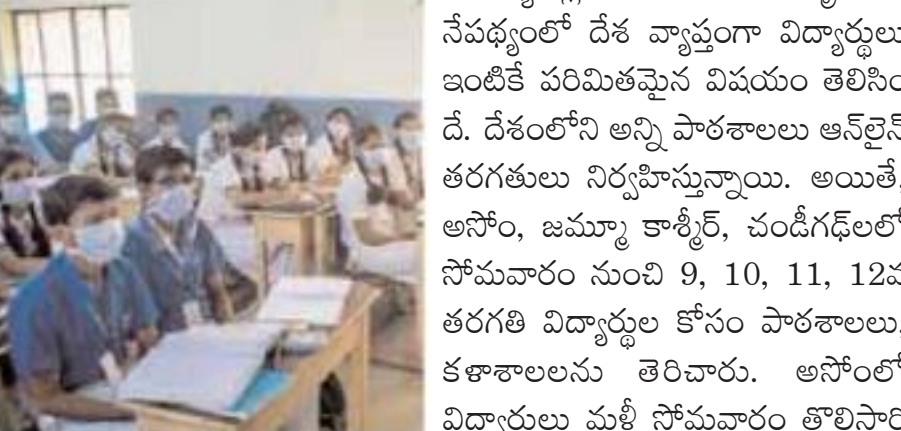 నేపథ్యంలో దేశ వ్యాప్తంగా విద్యార్థులు
ఇంటికే పరిమితమైన విషయం తెలిసిం
దే. దేశంలోని అన్ని పాఠశాలలు ఆన్‌లైన్
తరగతులు నిర్వహిస్తున్నాయి. అయితే,
అసోం, జమ్మూ కాశ్మీర్, చండీగఢ్‌లలో
సోమవారం నుంచి 9, 10, 11, 12వ
తరగతి విద్యార్థుల కోసం పాఠశాలలు,
కళాశాలలను తెరిచారు. అసోంలో
విద్యార్థులు మళ్లీ సోమవారం తొలిసారి